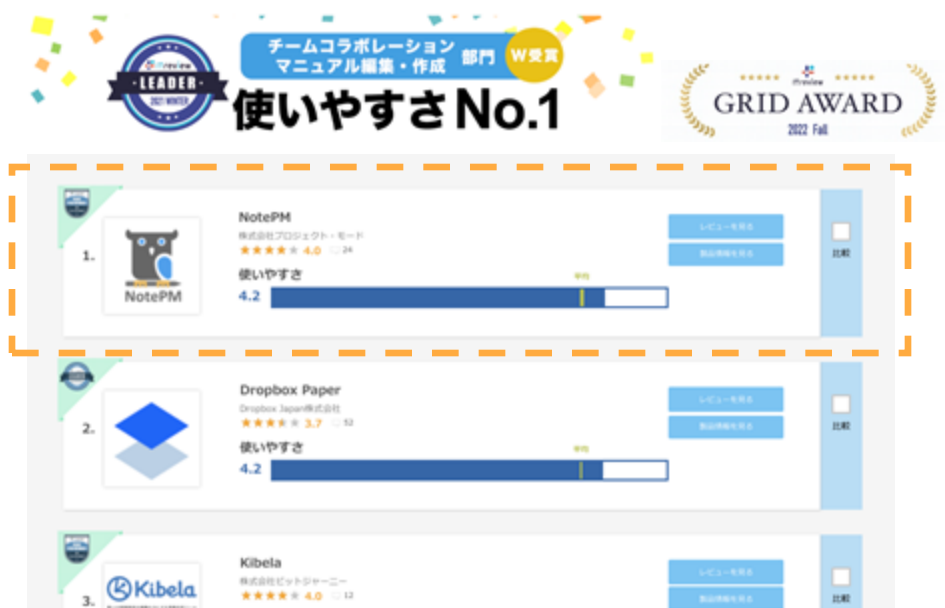 チームコラボレーション
マニュアル編集・作成
部門
W受賞
ITreview
LEADER
2021 WINTER
使いやすさNo.1
ITreview
GRID AWARD
2022 Fall
1.
NotePM
NotePM
株式会社プロジェクト・モード
4.0 24
使いやすさ
平均
4.2
レビューを見る
製品情報を見る
比較
2.
Dropbox Paper
Dropbox Japan株式会社
3.7 52
使いやすさ
平均
4.2
レビューを見る
製品情報を見る
比較
3.
Kibela
Kibela
株式会社ビットジャーニー
4.0 12
レビューを見る
製品情報を見る
比較